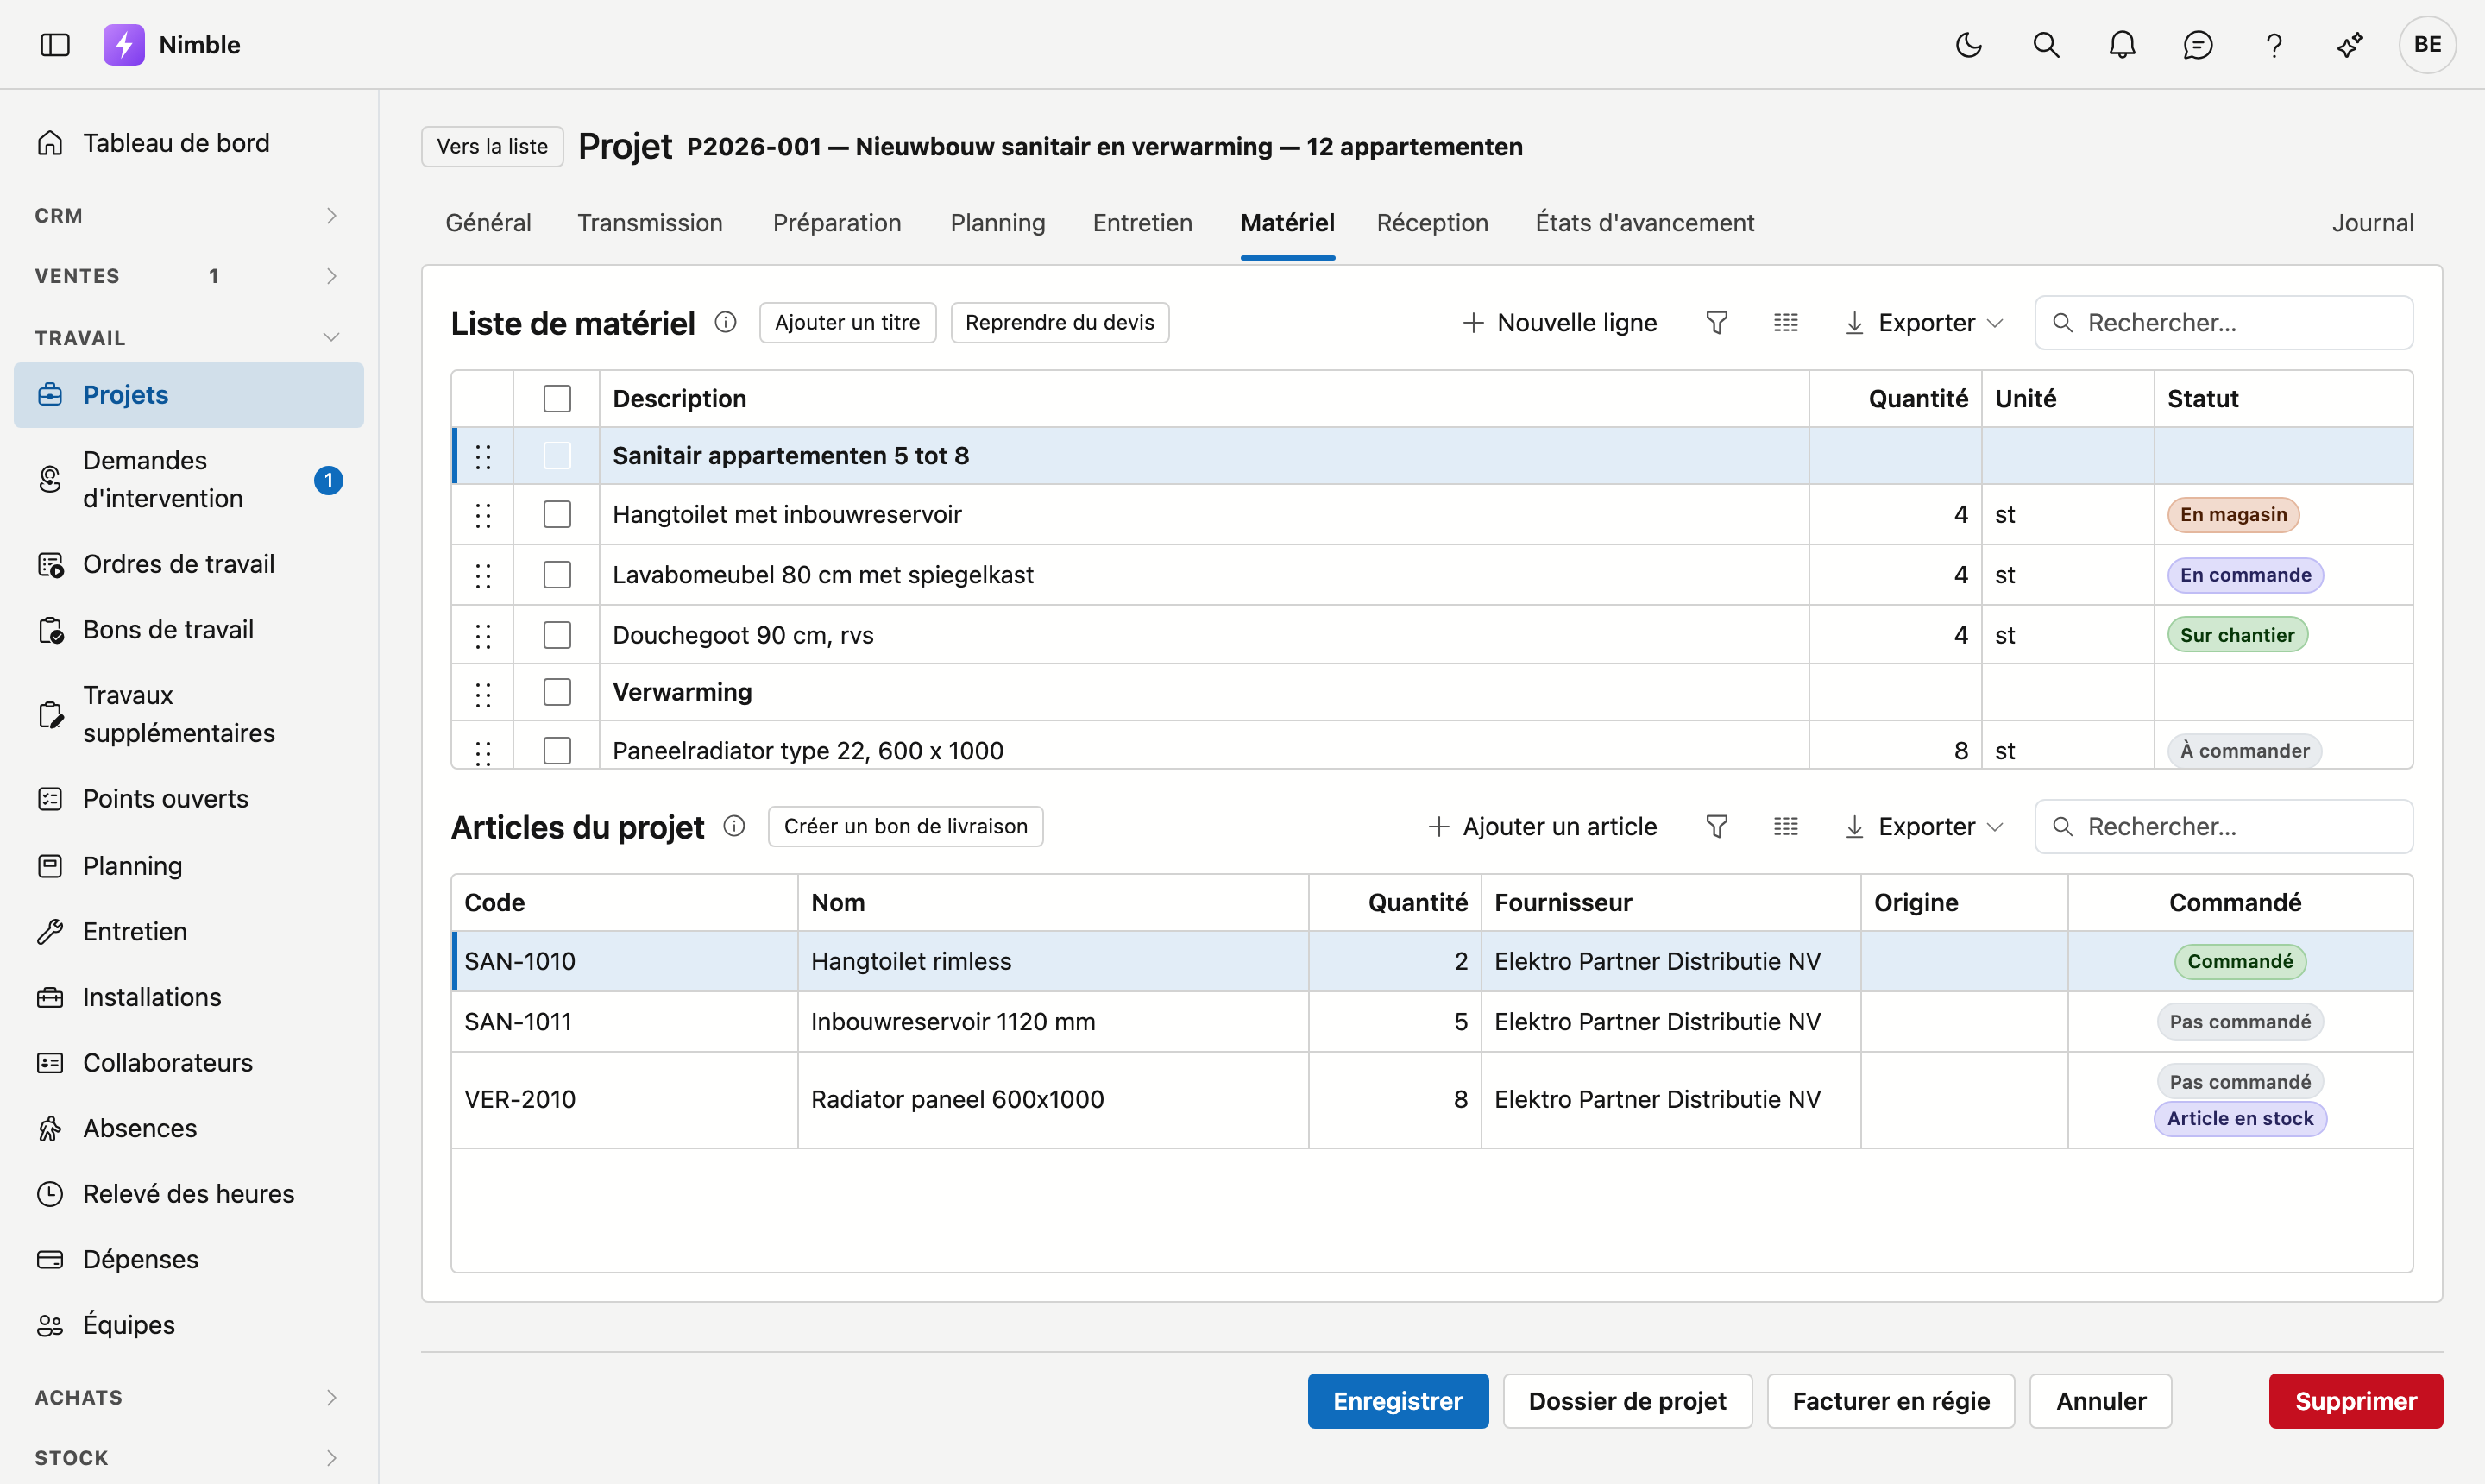 Nimble
BE
Tableau de bord
CRM
VENTES 1
TRAVAIL
Projets
Demandes
d'intervention
1
Ordres de travail
Bons de travail
Travaux
supplémentaires
Points ouverts
Planning
Entretien
Installations
Collaborateurs
Absences
Relevé des heures
Dépenses
Équipes
ACHATS
STOCK
Vers la liste Projet P2026-001 — Nieuwbouw sanitair en verwarming — 12 appartementen
Général Transmission Préparation Planning Entretien Matériel Réception États d'avancement Journal
Liste de matériel Ajouter un titre Reprendre du devis Nouvelle ligne Exporter Rechercher...
Description Quantité Unité Statut
Sanitair appartementen 5 tot 8
Hangtoilet met inbouwreservoir 4 st En magasin
Lavabomeubel 80 cm met spiegelkast 4 st En commande
Douchegoot 90 cm, rvs 4 st Sur chantier
Verwarming
Paneelradiator type 22, 600 x 1000 8 st À commander
Articles du projet Créer un bon de livraison Ajouter un article Exporter Rechercher...
Code Nom Quantité Fournisseur Origine Commandé
SAN-1010 Hangtoilet rimless 2 Elektro Partner Distributie NV Commandé
SAN-1011 Inbouwreservoir 1120 mm 5 Elektro Partner Distributie NV Pas commandé
VER-2010 Radiator paneel 600x1000 8 Elektro Partner Distributie NV Pas commandé
Article en stock
Enregistrer Dossier de projet Facturer en régie Annuler Supprimer